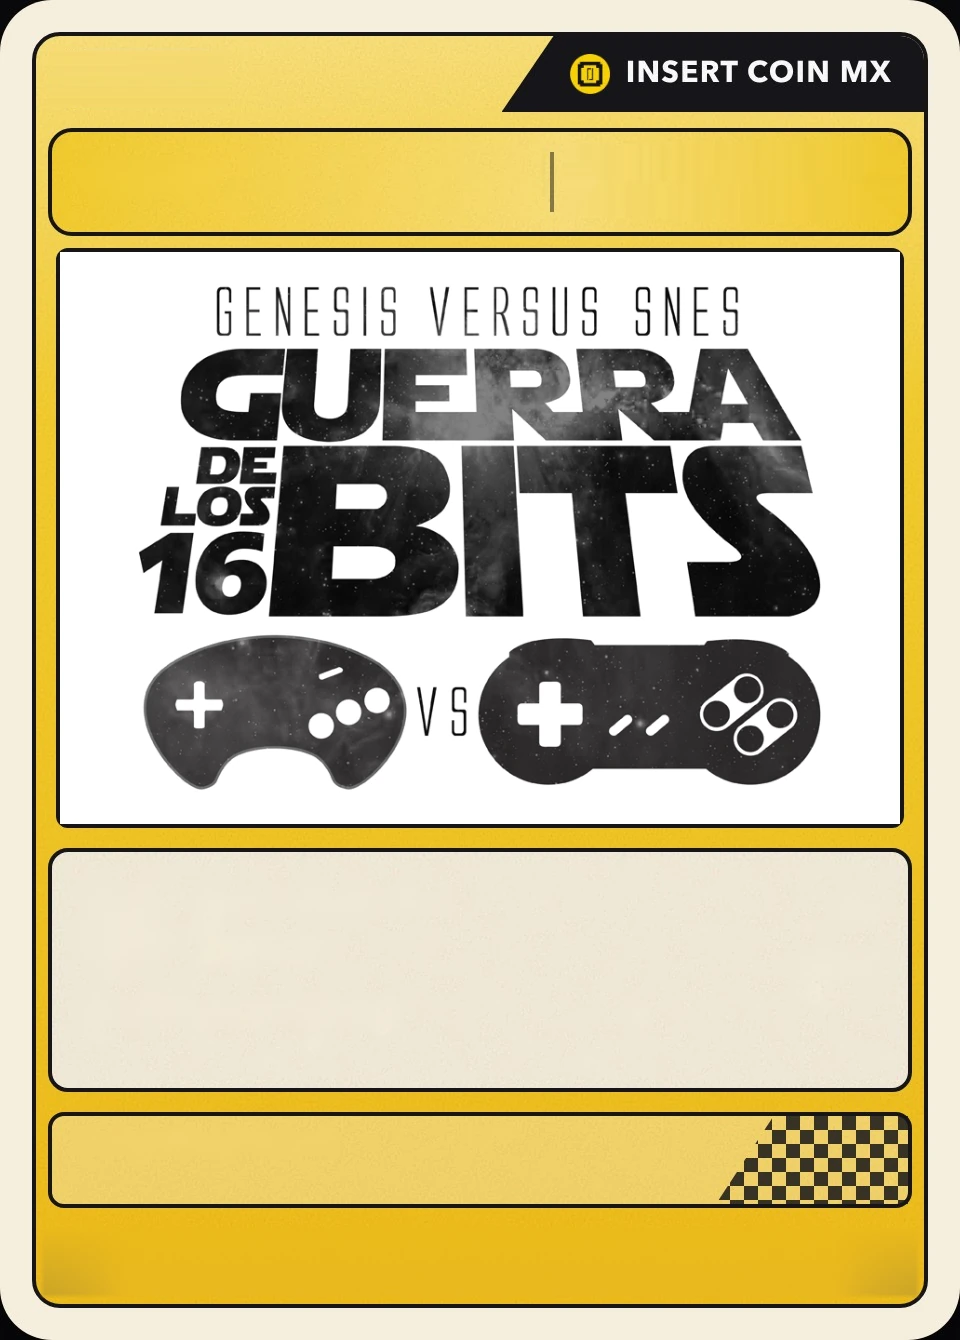 INSERT COIN MX
GENESIS VERSUS SNES
GUERRA
DE
LOS
16
BITS
VS